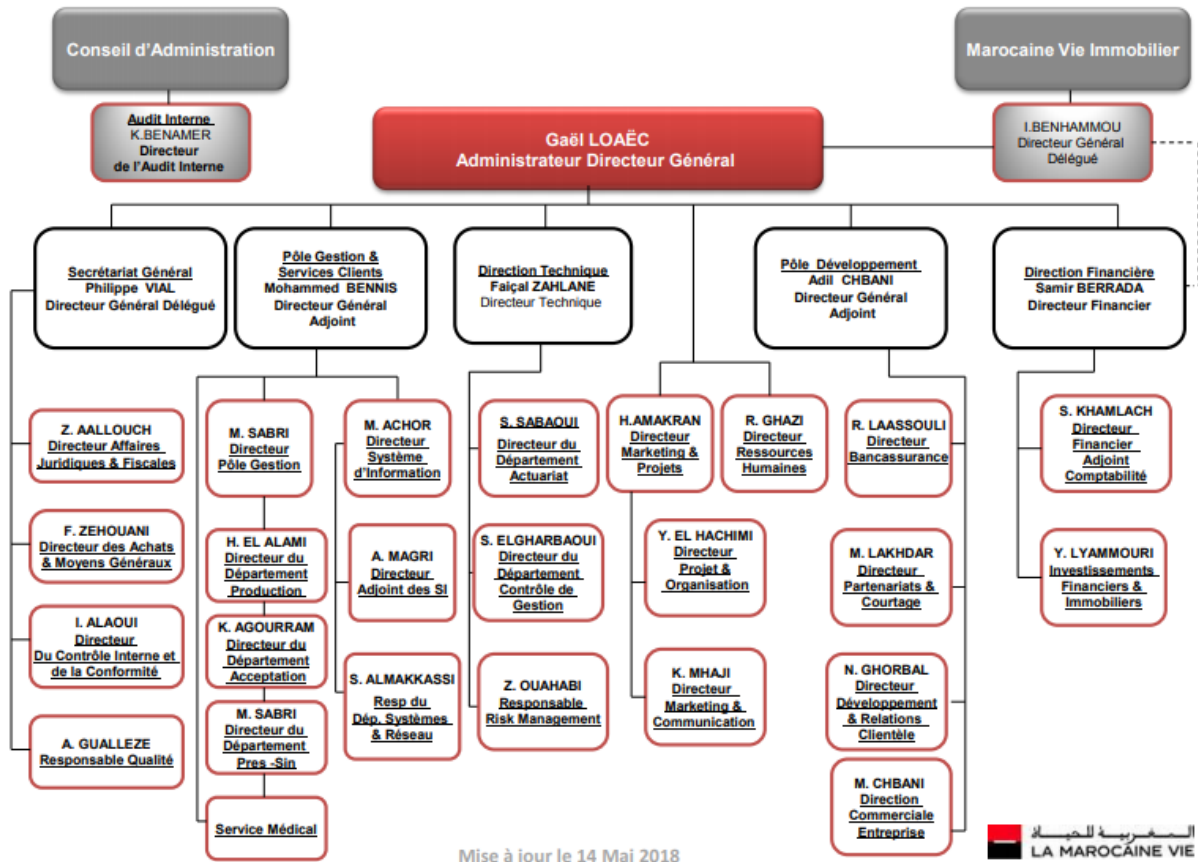 Conseil d'Administration
Marocaine Vie Immobilier
Audit Interne
K.BENAMER
Directeur
de l'Audit Interne
Gaël LOAËC
Administrateur Directeur Général
I.BENHAMMOU
Directeur Général
Délégué
Secrétariat Général
Philippe VIAL
Directeur Général Délégué
Pôle Gestion &
Services Clients
Mohammed BENNIS
Directeur Général
Adjoint
Direction Technique
Faiçal ZAHLANE
Directeur Technique
Pôle Développement
Adil CHBANI
Directeur Général
Adjoint
Direction Financière
Samir BERRADA
Directeur Financier
Z. AALLOUCH
Directeur Affaires
Juridiques & Fiscales
M. SABRI
Directeur
Pôle Gestion
M. ACHOR
Directeur
Système
d'Information
S. SABAOUI
Directeur du
Département
Actuariat
H.AMAKRAN
Directeur
Marketing &
Projets
R. GHAZI
Directeur
Ressources
Humaines
R. LAASSOULI
Directeur
Bancassurance
S. KHAMLACH
Directeur
Financier
Adjoint
Comptabilité
F. ZEHOUANI
Directeur des Achats
& Moyens Généraux
H. EL ALAMI
Directeur du
Département
Production
A. MAGRI
Directeur
Adjoint des SI
S. ELGHARBAOUI
Directeur du
Département
Contrôle de
Gestion
Y. EL HACHIMI
Directeur
Projet &
Organisation
M. LAKHDAR
Directeur
Partenariats &
Courtage
Y. LYAMMOURI
Investissements
Financiers &
Immobiliers
I. ALAOUI
Directeur
Du Contrôle Interne et
de la Conformité
K. AGOURRAM
Directeur du
Département
Acceptation
S. ALMAKKASSI
Resp du
Dép. Systèmes
& Réseau
Z. OUAHABI
Responsable
Risk Management
K. MHAJI
Directeur
Marketing &
Communication
N. GHORBAL
Directeur
Développement
& Relations
Clientèle
A. GUALLEZE
Responsable Qualité
M. SABRI
Directeur du
Département
Pres -Sin
M. CHBANI
Direction
Commerciale
Entreprise
Service Médical
Mise à jour le 14 Mai 2018
المغربية للحياة
LA MAROCAINE VIE